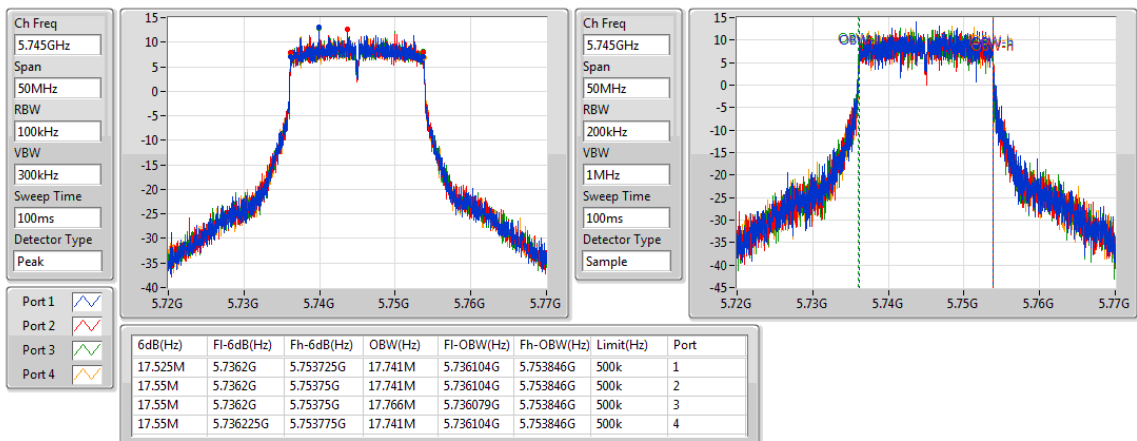 Ch Freq
5.745GHz
Span
50MHz
RBW
100kHz
VBW
300kHz
Sweep Time
100ms
Detector Type
Peak
15
10
5
0
-5
-10
-15
-20
-25
-30
-35
-40
5.72G 5.73G 5.74G 5.75G 5.76G 5.77G
Ch Freq
5.745GHz
Span
50MHz
RBW
200kHz
VBW
1MHz
Sweep Time
100ms
Detector Type
Sample
15
10
5
0
-5
-10
-15
-20
-25
-30
-35
-40
-45
5.72G 5.73G 5.74G 5.75G 5.76G 5.77G
OBW-h
Port 1
Port 2
Port 3
Port 4
6dB(Hz) Fl-6dB(Hz) Fh-6dB(Hz) OBW(Hz) Fl-OBW(Hz) Fh-OBW(Hz) Limit(Hz) Port
17.525M 5.7362G 5.753725G 17.741M 5.736104G 5.753846G 500k 1
17.55M 5.7362G 5.75375G 17.741M 5.736104G 5.753846G 500k 2
17.55M 5.7362G 5.75375G 17.766M 5.736079G 5.753846G 500k 3
17.55M 5.736225G 5.753775G 17.741M 5.736104G 5.753846G 500k 4